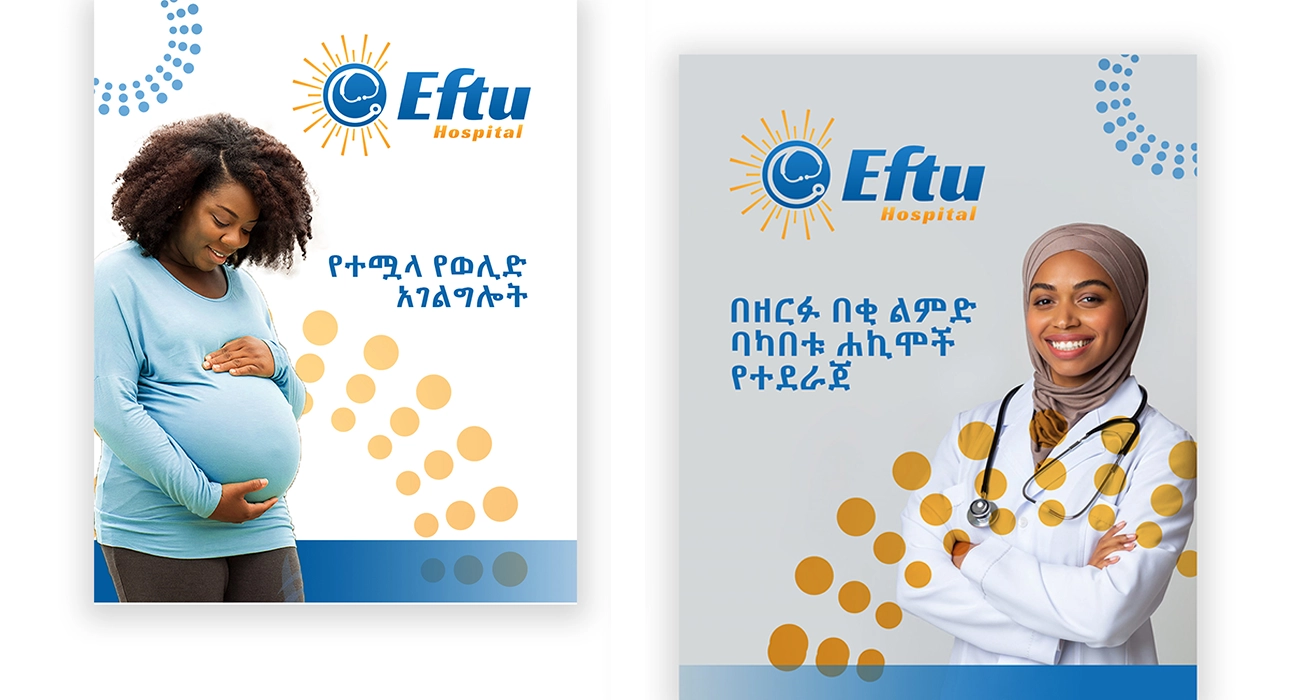 Eftu
Hospital
የተሟላ የወሊድ
አገልግሎት
Eftu
Hospital
በዘርፉ በቂ ልምድ
ባካበቱ ሐኪሞች
የተደራጀ